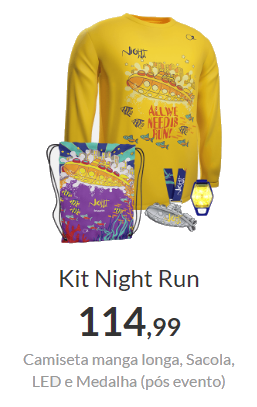 NIGHT
RUN
ALL WE
NEED IS
RUN!
NIGHT
Kit Night Run
114,99
Camiseta manga longa, Sacola,
LED e Medalha (pós evento)